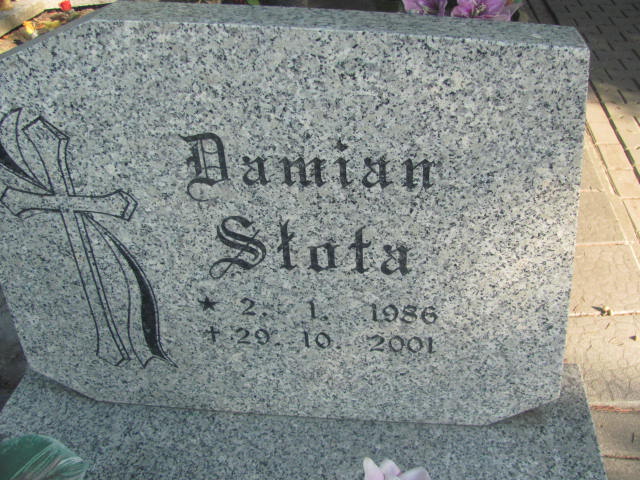 Damian
Słota
★ 2. 1. 1986
+ 29. 10. 2001